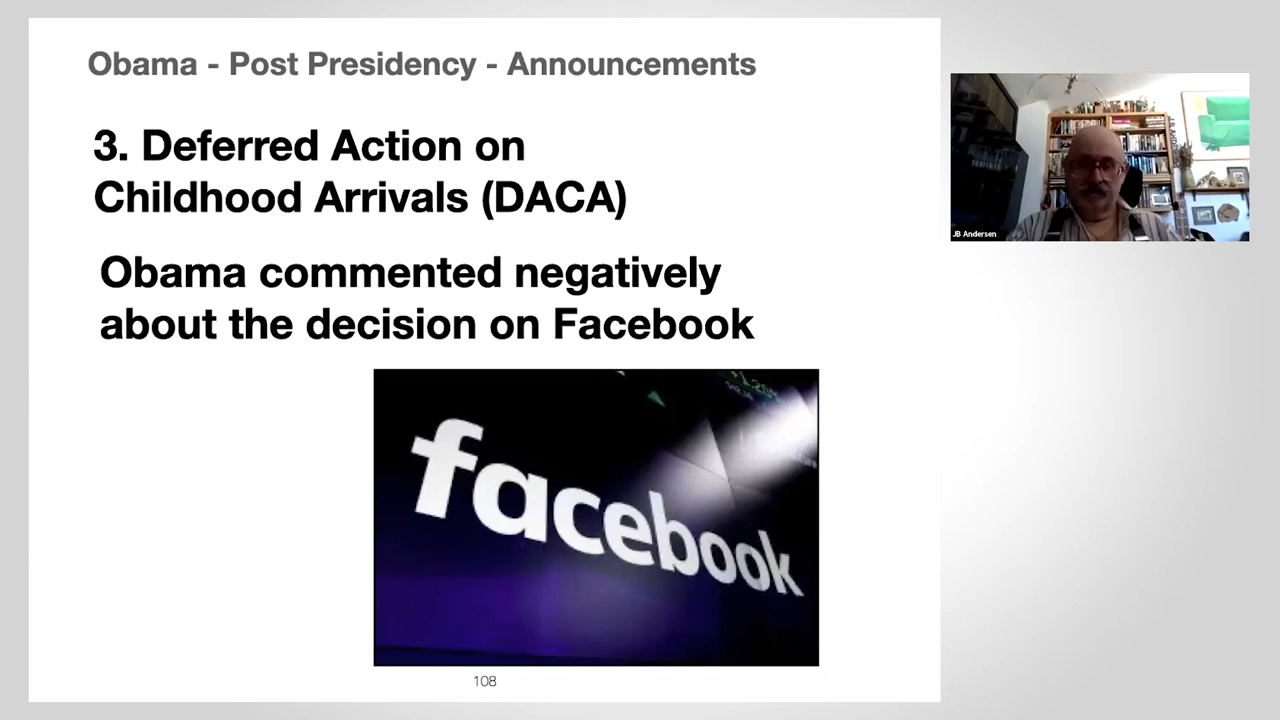 Obama - Post Presidency - Announcements
3. Deferred Action on
Childhood Arrivals (DACA)
Obama commented negatively
about the decision on Facebook
facebook
108
JB Andersen